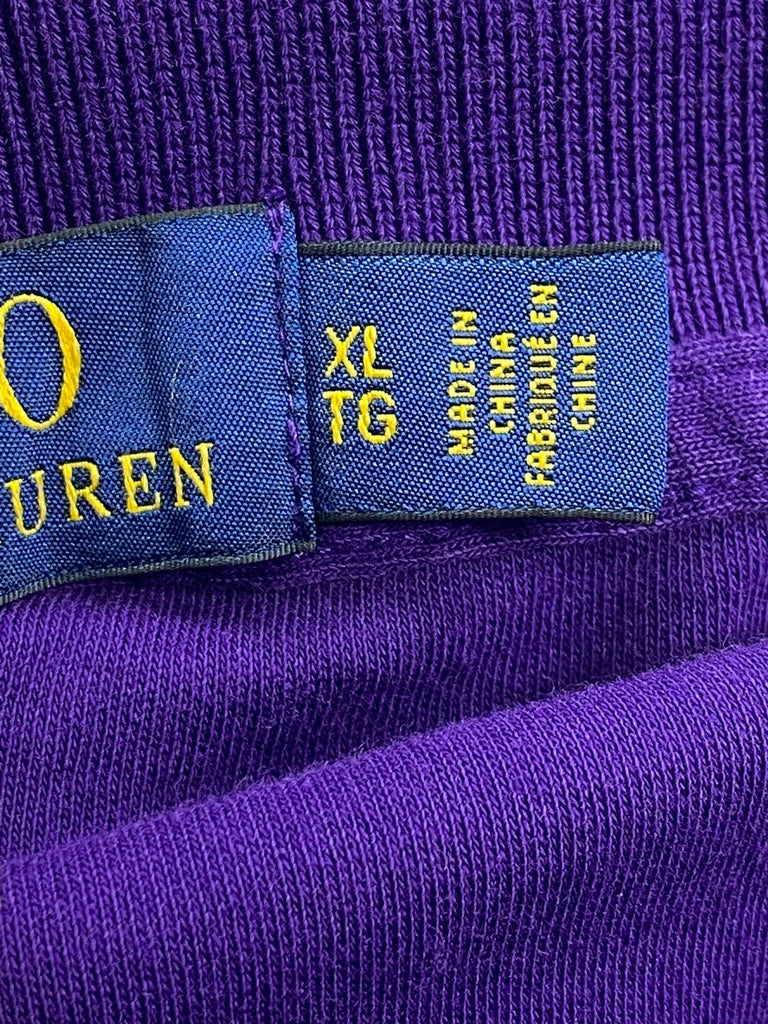 O
UREN
XL
TG
MADE IN
CHINA
FABRIQUÉ EN
CHINE